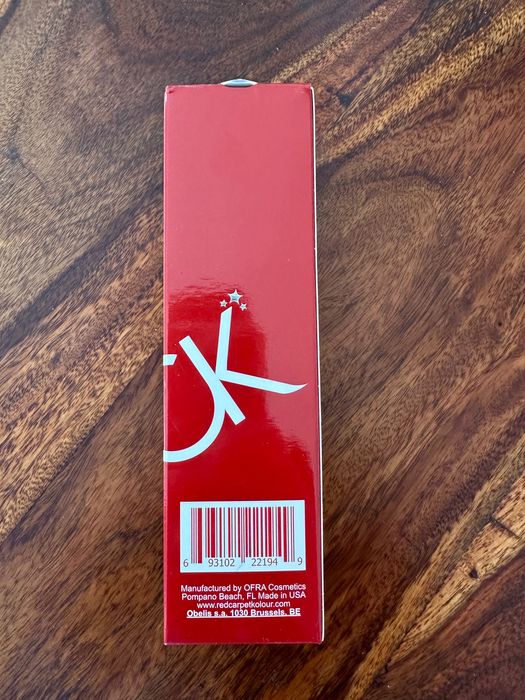 CK
6 93102 22194 9
Manufactured by OFRA Cosmetics
Pompano Beach, FL Made in USA
www.redcarpetkolour.com
Obelis s.a. 1030 Brussels, BE